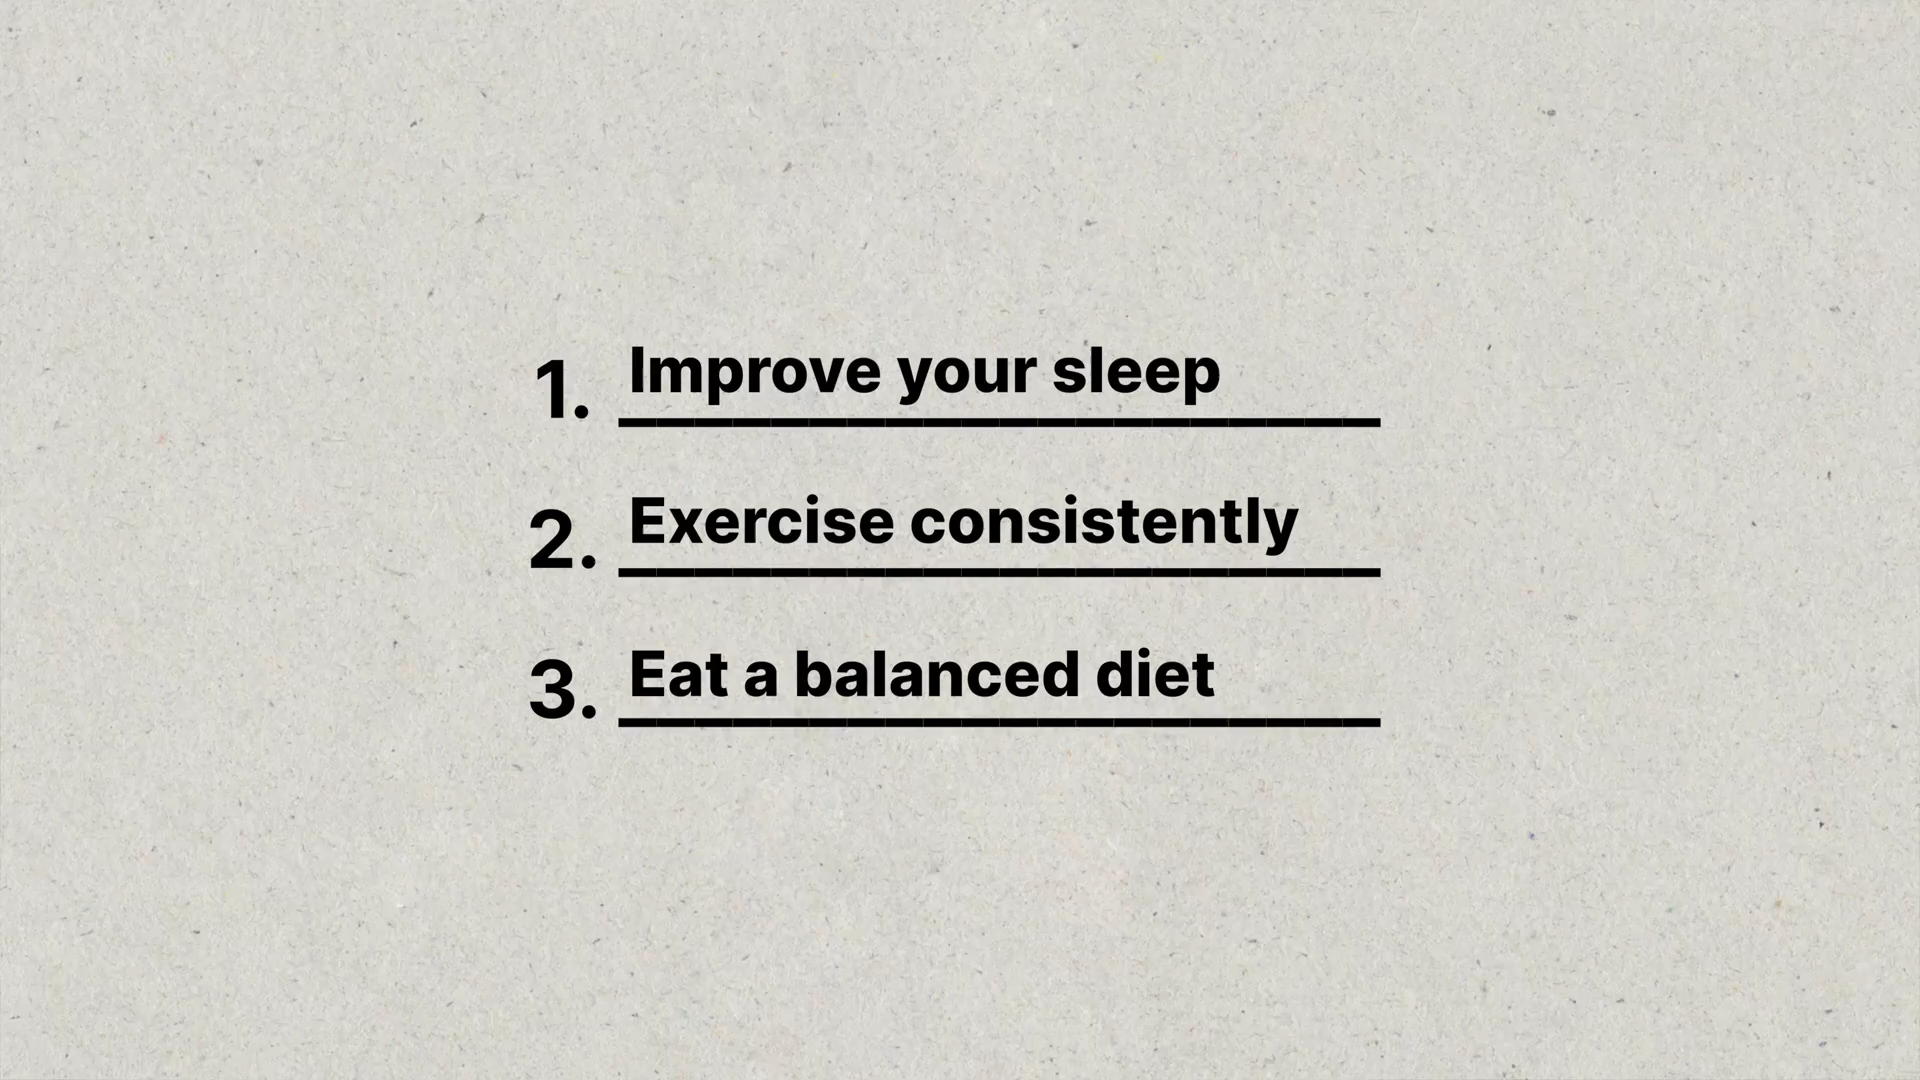 1. Improve your sleep
2. Exercise consistently
3. Eat a balanced diet